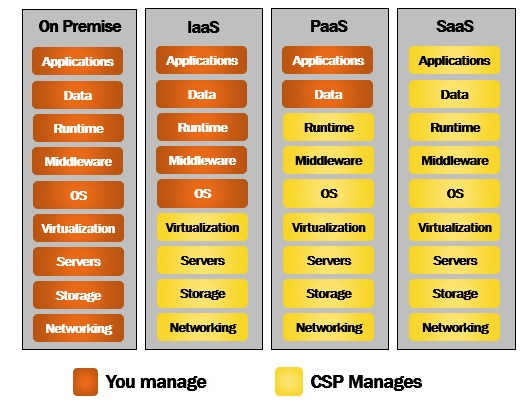 On Premise
Applications
Data
Runtime
Middleware
OS
Virtualization
Servers
Storage
Networking
IaaS
Applications
Data
Runtime
Middleware
OS
Virtualization
Servers
Storage
Networking
PaaS
Applications
Data
Runtime
Middleware
OS
Virtualization
Servers
Storage
Networking
SaaS
Applications
Data
Runtime
Middleware
OS
Virtualization
Servers
Storage
Networking
You manage
CSP Manages